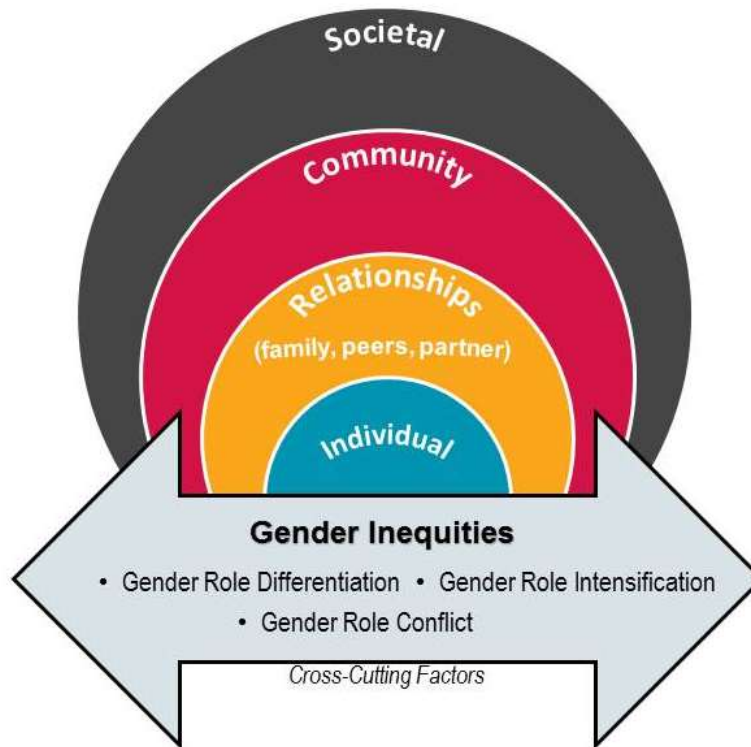 Societal
Community
Relationships
(family, peers, partner)
Individual
Gender Inequities
• Gender Role Differentiation • Gender Role Intensification
• Gender Role Conflict
Cross-Cutting Factors